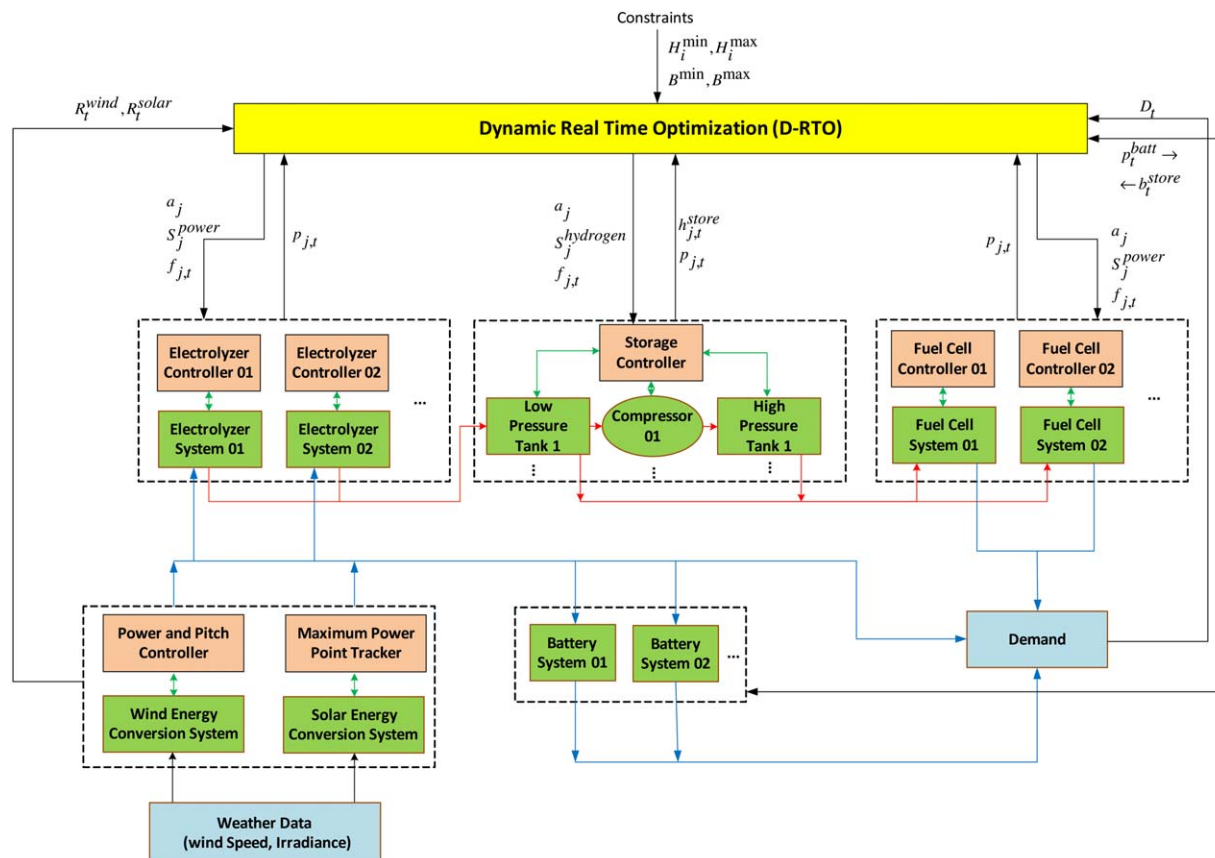 Constraints
H_i^min, H_i^max
B^min, B^max
R_t^wind, R_t^solar
Dynamic Real Time Optimization (D-RTO)
D_t
p_t^batt →
← b_t^store
a_j
S_j^power
f_j,t
p_j,t
a_j
S_j^hydrogen
f_j,t
h_j,t^store
p_j,t
p_j,t
a_j
S_j^power
f_j,t
Electrolyzer
Controller 01
Electrolyzer
Controller 02
...
Electrolyzer
System 01
Electrolyzer
System 02
Storage
Controller
Low
Pressure
Tank 1
Compressor
01
High
Pressure
Tank 1
⋮
⋮
⋮
Fuel Cell
Controller 01
Fuel Cell
Controller 02
...
Fuel Cell
System 01
Fuel Cell
System 02
Power and Pitch
Controller
Maximum Power
Point Tracker
Wind Energy
Conversion System
Solar Energy
Conversion System
Battery
System 01
Battery
System 02
...
Demand
Weather Data
(wind Speed, Irradiance)